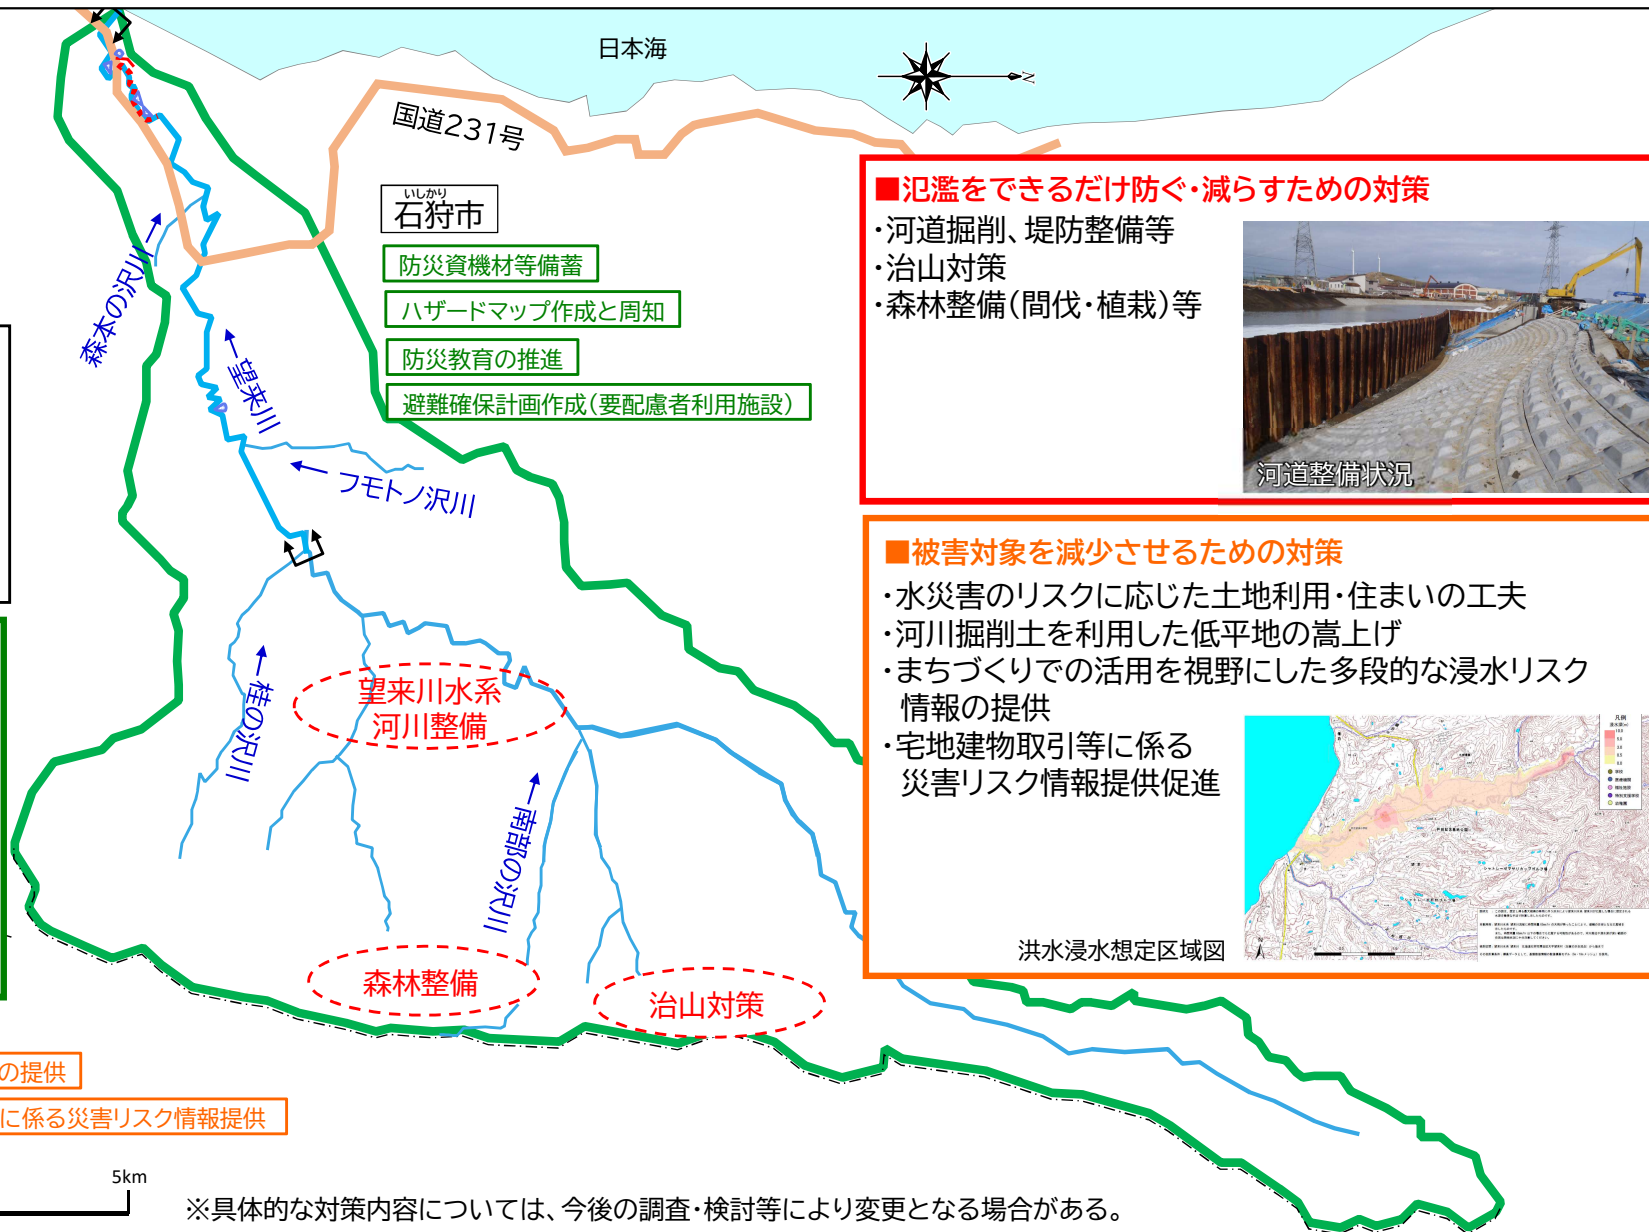 日本海
N
国道231号
いしかり
石狩市
防災資機材等備蓄
ハザードマップ作成と周知
防災教育の推進
避難確保計画作成(要配慮者利用施設)
森本の沢川
望来川
フモトノ沢川
桂の沢川
南部の沢川
望来川水系
河川整備
森林整備
治山対策
■氾濫をできるだけ防ぐ・減らすための対策
・河道掘削、堤防整備等
・治山対策
・森林整備(間伐・植栽)等
河道整備状況
■被害対象を減少させるための対策
・水災害のリスクに応じた土地利用・住まいの工夫
・河川掘削土を利用した低平地の嵩上げ
・まちづくりでの活用を視野にした多段的な浸水リスク
情報の提供
・宅地建物取引等に係る
災害リスク情報提供促進
凡例
洪水浸水想定区域図
の提供
に係る災害リスク情報提供
5km
※具体的な対策内容については、今後の調査・検討等により変更となる場合がある。